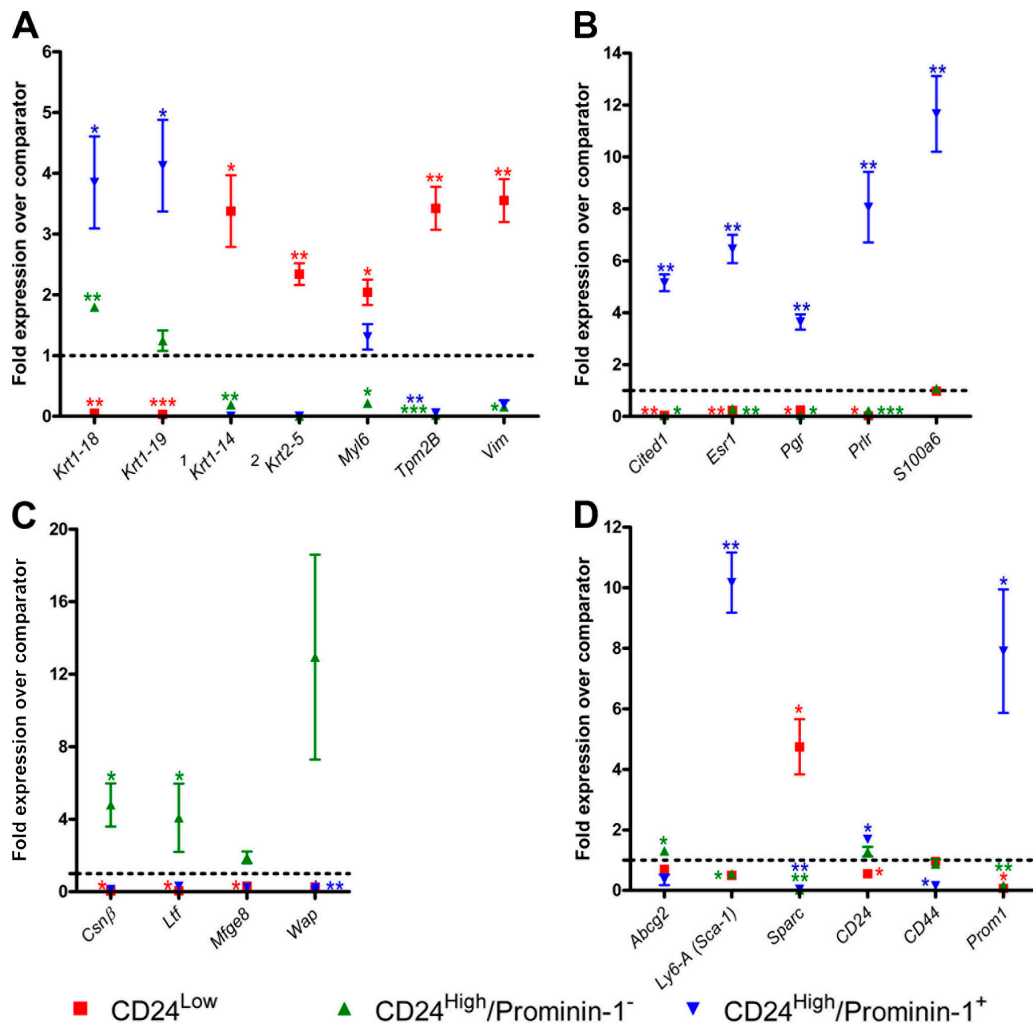 A
B
Fold expression over comparator
6
5
4
3
2
1
0
* * * ** ** ** * ** ** *** ** * ** *** *
Krt1-18 Krt1-19 1 Krt1-14 2 Krt2-5 Myl6 Tpm2B Vim
Fold expression over comparator
14
12
10
8
6
4
2
0
** ** ** ** ** ** * ** ** * * * ***
Cited1 Esr1 Pgr Prlr S100a6
C
D
Fold expression over comparator
20
16
12
8
4
0
* * * * * * **
Csnβ Ltf Mfge8 Wap
Fold expression over comparator
12
10
8
6
4
2
0
* ** * * * * ** ** * * ** *
Abcg2 Ly6-A (Sca-1) Sparc CD24 CD44 Prom1
CD24Low CD24High/Prominin-1- CD24High/Prominin-1+